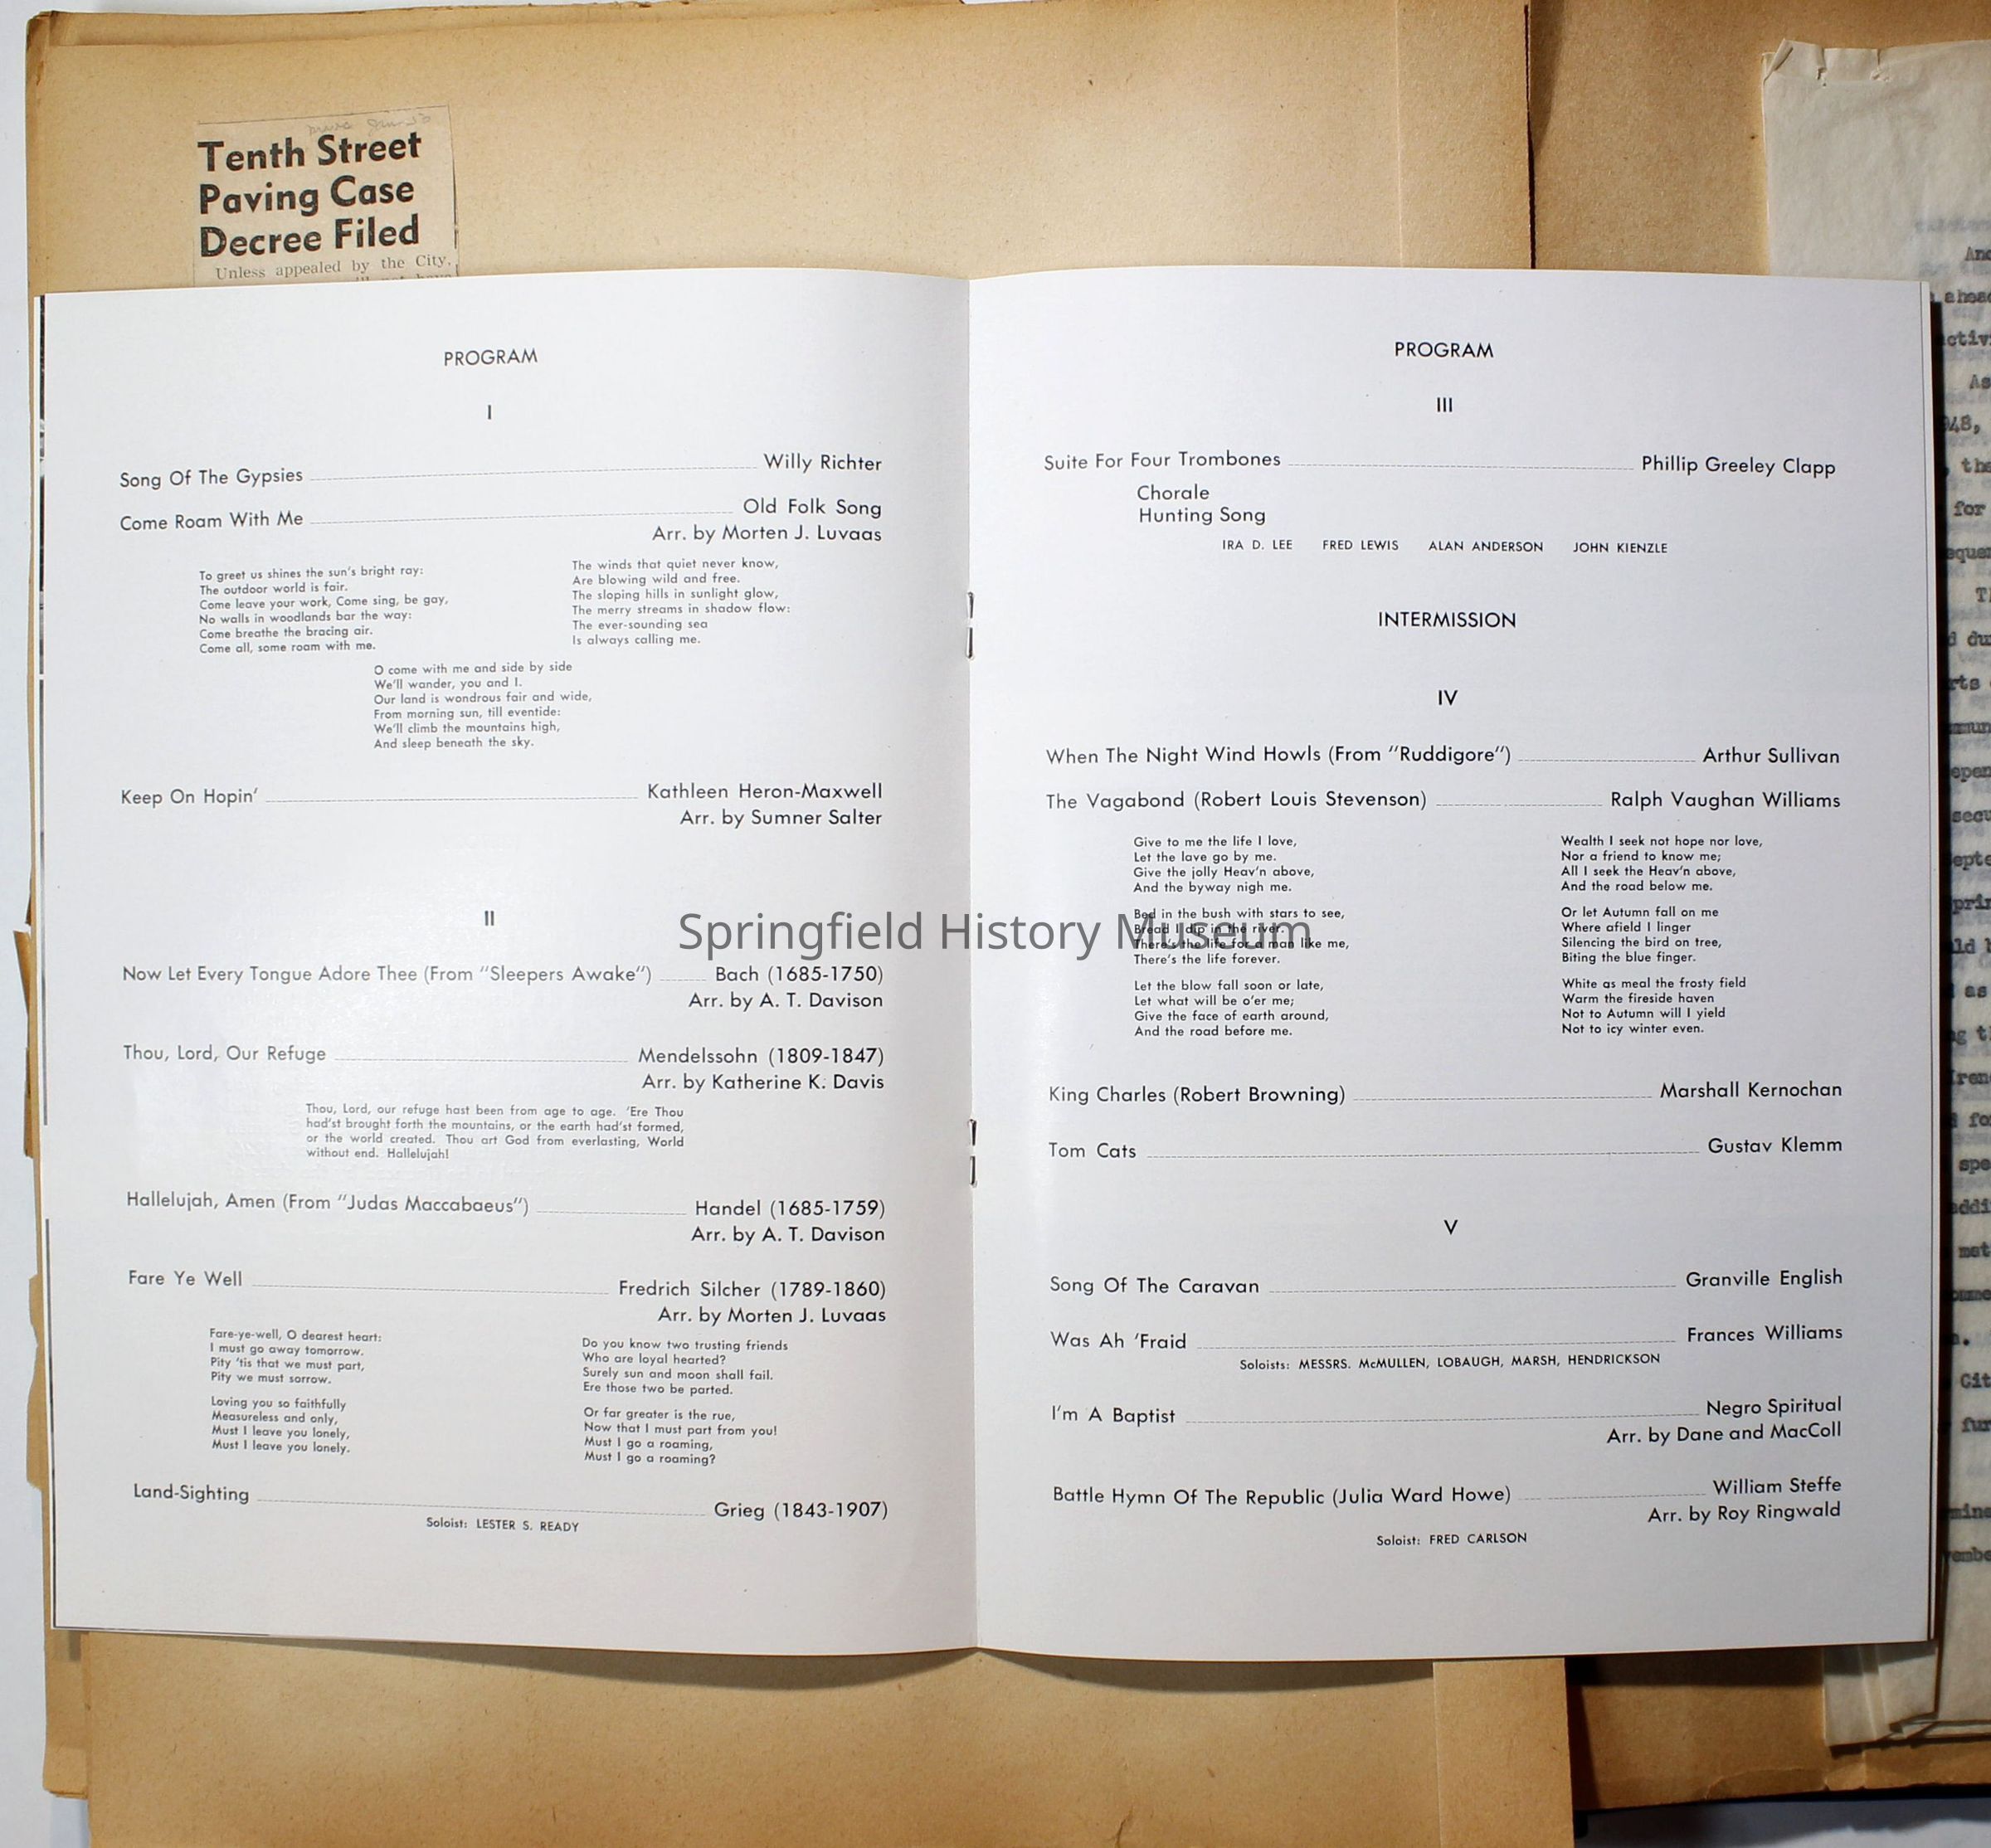 Tenth Street
Paving Case
Decree Filed
Unless appealed by the City,
PROGRAM
I
Song Of The Gypsies Willy Richter
Come Roam With Me Old Folk Song
Arr. by Morten J. Luvaas
To greet us shines the sun's bright ray:
The outdoor world is fair.
Come leave your work, Come sing, be gay,
No walls in woodlands bar the way:
Come breathe the bracing air.
Come all, some roam with me.
The winds that quiet never know,
Are blowing wild and free.
The sloping hills in sunlight glow,
The merry streams in shadow flow:
The ever-sounding sea
Is always calling me.
O come with me and side by side
We'll wander, you and I.
Our land is wondrous fair and wide,
From morning sun, till eventide:
We'll climb the mountains high,
And sleep beneath the sky.
Keep On Hopin' Kathleen Heron-Maxwell
Arr. by Sumner Salter
II
Now Let Every Tongue Adore Thee (From "Sleepers Awake") Bach (1685-1750)
Arr. by A. T. Davison
Thou, Lord, Our Refuge Mendelssohn (1809-1847)
Arr. by Katherine K. Davis
Thou, Lord, our refuge hast been from age to age. 'Ere Thou
had'st brought forth the mountains, or the earth had'st formed,
or the world created. Thou art God from everlasting, World
without end. Hallelujah!
Hallelujah, Amen (From "Judas Maccabaeus") Handel (1685-1759)
Arr. by A. T. Davison
Fare Ye Well Fredrich Silcher (1789-1860)
Arr. by Morten J. Luvaas
Fare-ye-well, O dearest heart:
I must go away tomorrow.
Pity 'tis that we must part,
Pity we must sorrow.
Loving you so faithfully
Measureless and only,
Must I leave you lonely,
Must I leave you lonely.
Do you know two trusting friends
Who are loyal hearted?
Surely sun and moon shall fail.
Ere those two be parted.
Or far greater is the rue,
Now that I must part from you!
Must I go a roaming,
Must I go a roaming?
Land-Sighting Grieg (1843-1907)
Soloist: LESTER S. READY
PROGRAM
III
Suite For Four Trombones Phillip Greeley Clapp
Chorale
Hunting Song
IRA D. LEE FRED LEWIS ALAN ANDERSON JOHN KIENZLE
INTERMISSION
IV
When The Night Wind Howls (From "Ruddigore") Arthur Sullivan
The Vagabond (Robert Louis Stevenson) Ralph Vaughan Williams
Give to me the life I love,
Let the lave go by me.
Give the jolly Heav'n above,
And the byway nigh me.
Bed in the bush with stars to see,
Bread I dip in the river.
There's the life for a man like me,
There's the life forever.
Let the blow fall soon or late,
Let what will be o'er me;
Give the face of earth around,
And the road before me.
Wealth I seek not hope nor love,
Nor a friend to know me;
All I seek the Heav'n above,
And the road below me.
Or let Autumn fall on me
Where afield I linger
Silencing the bird on tree,
Biting the blue finger.
White as meal the frosty field
Warm the fireside haven
Not to Autumn will I yield
Not to icy winter even.
King Charles (Robert Browning) Marshall Kernochan
Tom Cats Gustav Klemm
V
Song Of The Caravan Granville English
Was Ah 'Fraid Frances Williams
Soloists: MESSRS. McMULLEN, LOBAUGH, MARSH, HENDRICKSON
I'm A Baptist Negro Spiritual
Arr. by Dane and MacColl
Battle Hymn Of The Republic (Julia Ward Howe) William Steffe
Arr. by Roy Ringwald
Soloist: FRED CARLSON
Springfield History Museum